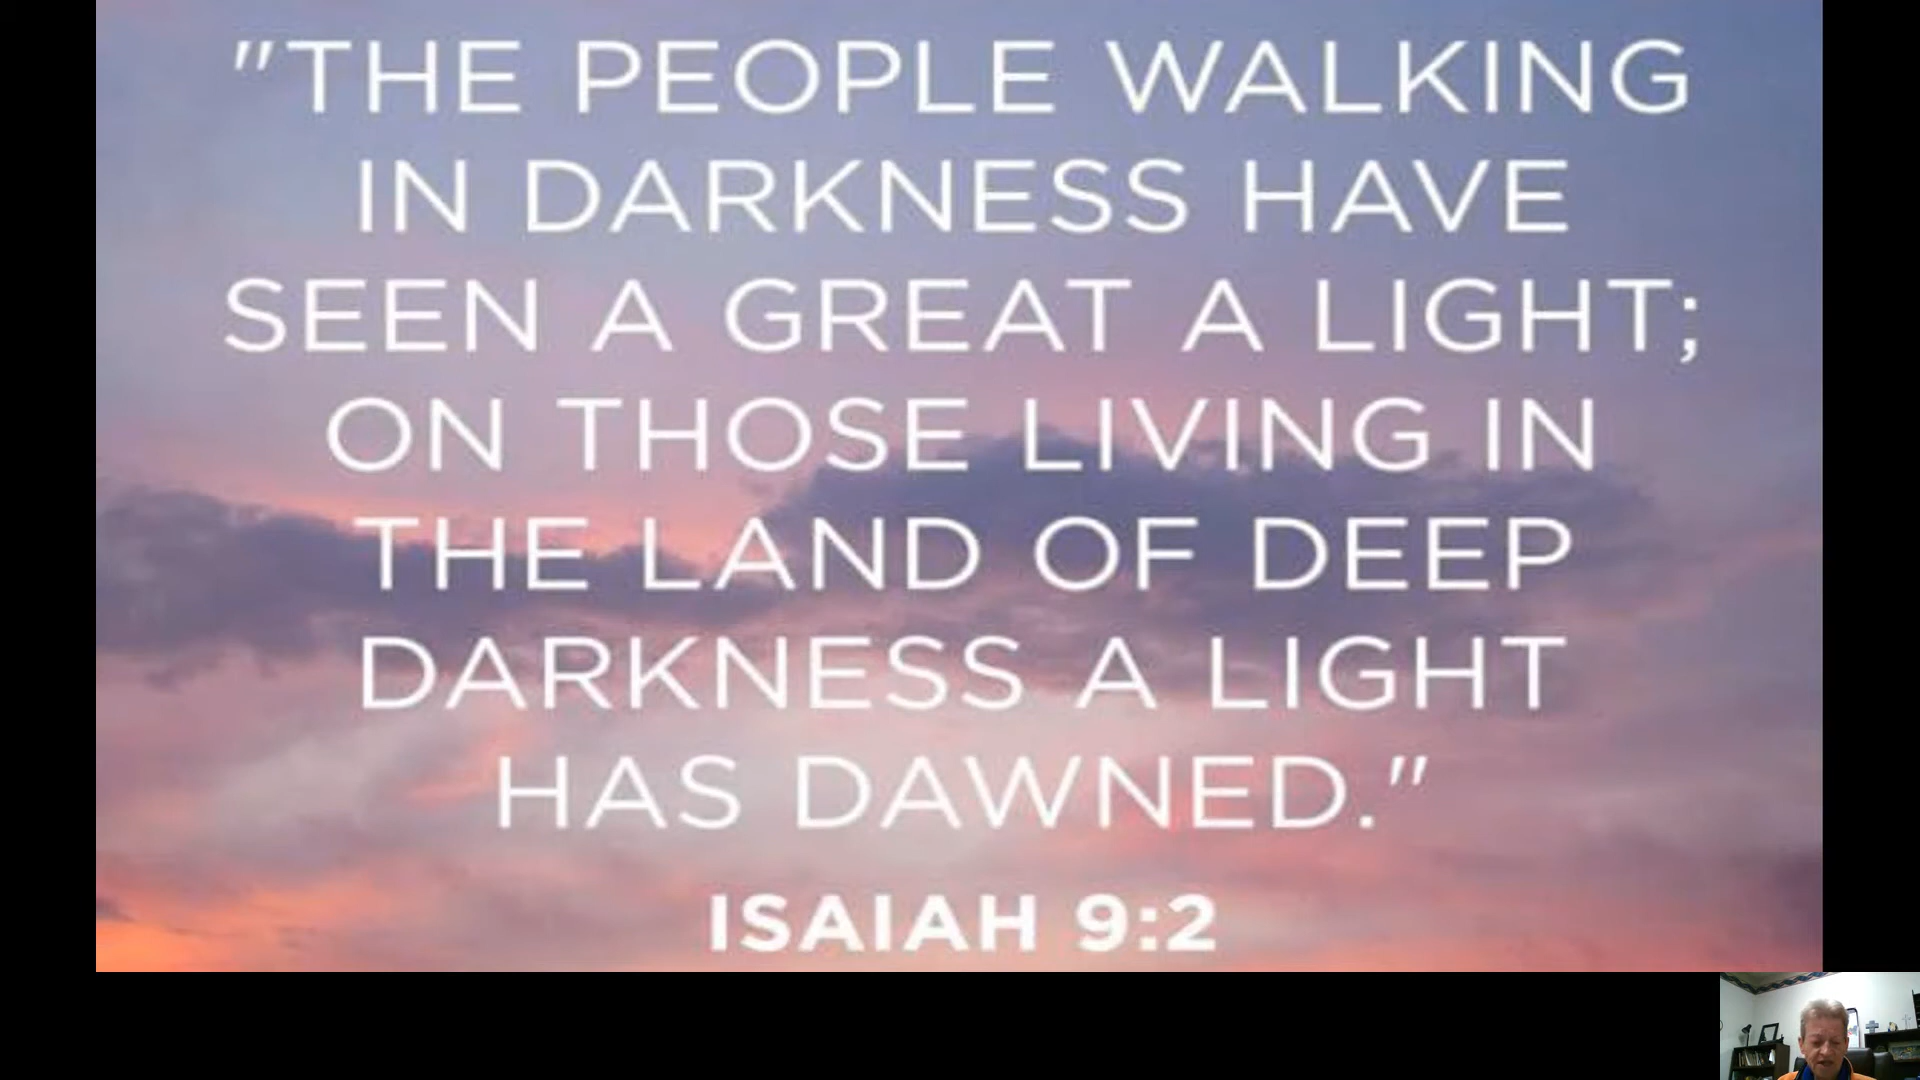 "THE PEOPLE WALKING
IN DARKNESS HAVE
SEEN A GREAT A LIGHT;
ON THOSE LIVING IN
THE LAND OF DEEP
DARKNESS A LIGHT
HAS DAWNED."
ISAIAH 9:2